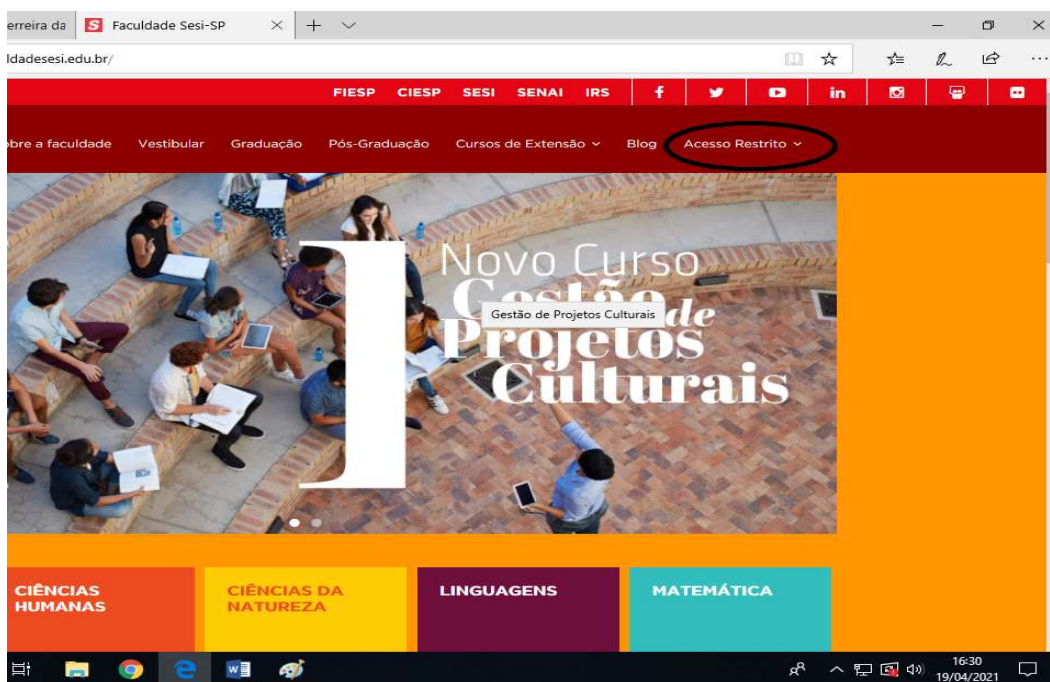 erreira da
S Faculdade Sesi-SP
ldadesesi.edu.br/
FIESP CIESP SESI SENAI IRS
obre a faculdade Vestibular Graduação Pós-Graduação Cursos de Extensão Blog Acesso Restrito
Novo Curso
Gestão de
Gestão de Projetos Culturais
Projetos
Culturais
CIÊNCIAS HUMANAS
CIÊNCIAS DA NATUREZA
LINGUAGENS
MATEMÁTICA
16:30
19/04/2021